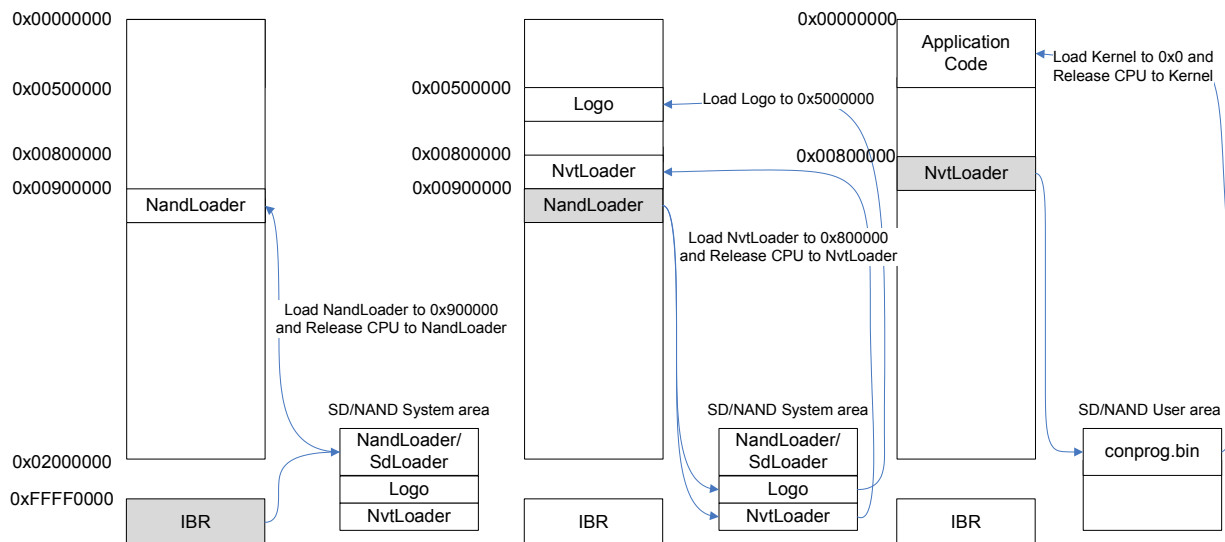 0x00000000
0x00500000
0x00800000
0x00900000
NandLoader
Load NandLoader to 0x900000
and Release CPU to NandLoader
SD/NAND System area
NandLoader/
SdLoader
Logo
NvtLoader
0x02000000
0xFFFF0000
IBR
0x00500000
Logo
Load Logo to 0x5000000
0x00800000
NvtLoader
0x00900000
NandLoader
Load NvtLoader to 0x800000
and Release CPU to NvtLoader
SD/NAND System area
NandLoader/
SdLoader
Logo
NvtLoader
IBR
0x00000000
Application
Code
Load Kernel to 0x0 and
Release CPU to Kernel
0x00800000
NvtLoader
SD/NAND User area
conprog.bin
IBR